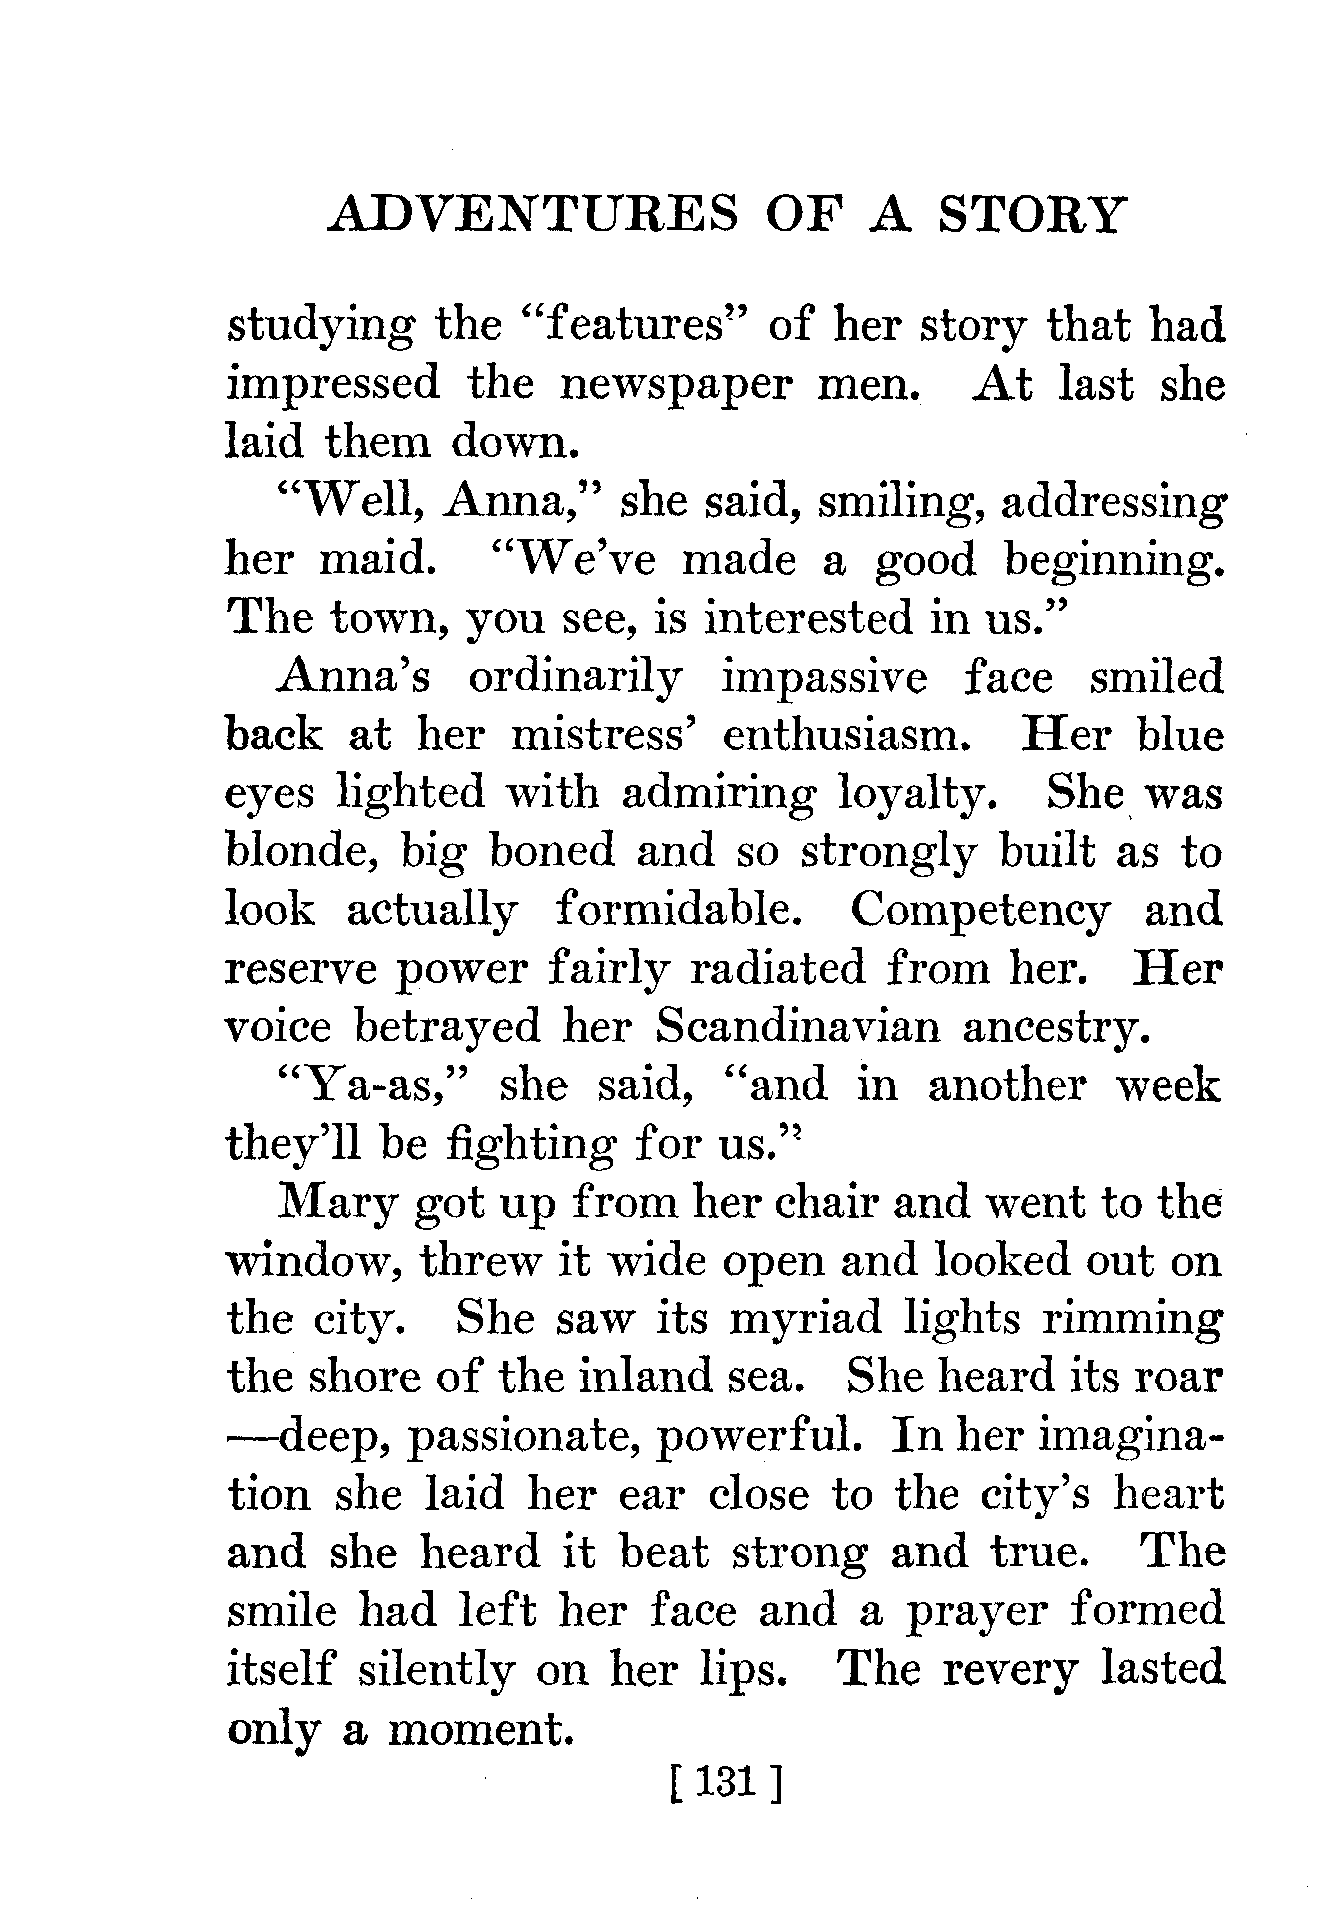 ADVENTURES OF A STORY
studying the “features” of her story that had
impressed the newspaper men. At last she
laid them down.
“Well, Anna,” she said, smiling, addressing
her maid. “We’ve made a good beginning.
The town, you see, is interested in us.”
Anna’s ordinarily impassive face smiled
back at her mistress’ enthusiasm. Her blue
eyes lighted with admiring loyalty. She was
blonde, big boned and so strongly built as to
look actually formidable. Competency and
reserve power fairly radiated from her. Her
voice betrayed her Scandinavian ancestry.
“Ya-as,” she said, “and in another week
they’ll be fighting for us.”
Mary got up from her chair and went to the
window, threw it wide open and looked out on
the city. She saw its myriad lights rimming
the shore of the inland sea. She heard its roar
—deep, passionate, powerful. In her imagina-
tion she laid her ear close to the city’s heart
and she heard it beat strong and true. The
smile had left her face and a prayer formed
itself silently on her lips. The revery lasted
only a moment.
[ 131 ]